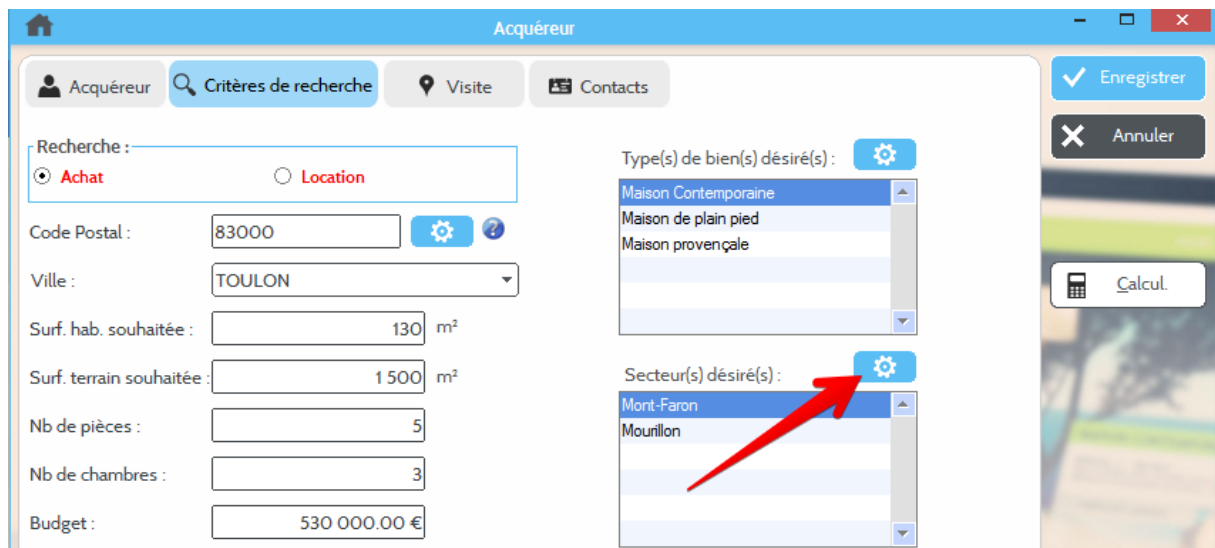 Acquéreur
Acquéreur
Critères de recherche
Visite
Contacts
Enregistrer
Annuler
Calcul.
Recherche :
Achat
Location
Code Postal :
83000
Ville :
TOULON
Surf. hab. souhaitée :
130 m²
Surf. terrain souhaitée :
1 500 m²
Nb de pièces :
5
Nb de chambres :
3
Budget :
530 000.00 €
Type(s) de bien(s) désiré(s) :
Maison Contemporaine
Maison de plain pied
Maison provençale
Secteur(s) désiré(s) :
Mont-Faron
Mourillon